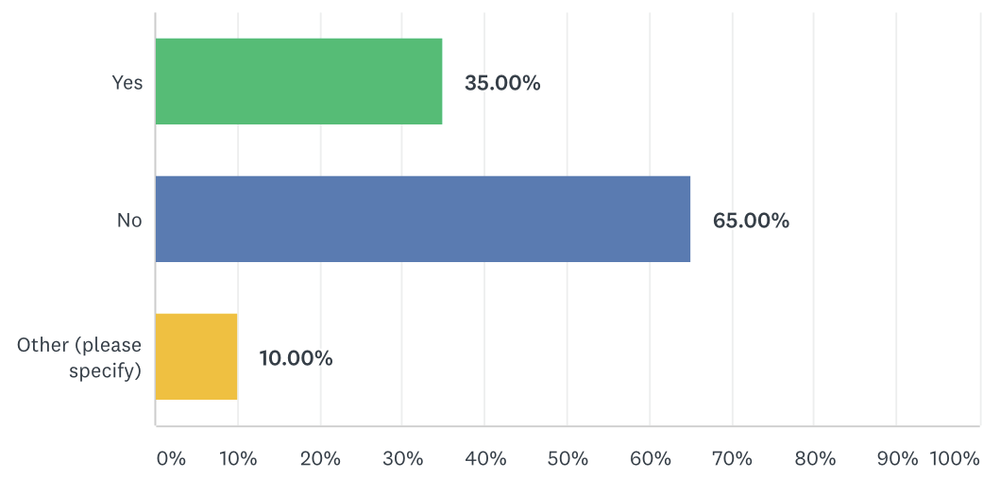 Yes
35.00%
No
65.00%
Other (please
specify)
10.00%
0% 10% 20% 30% 40% 50% 60% 70% 80% 90% 100%